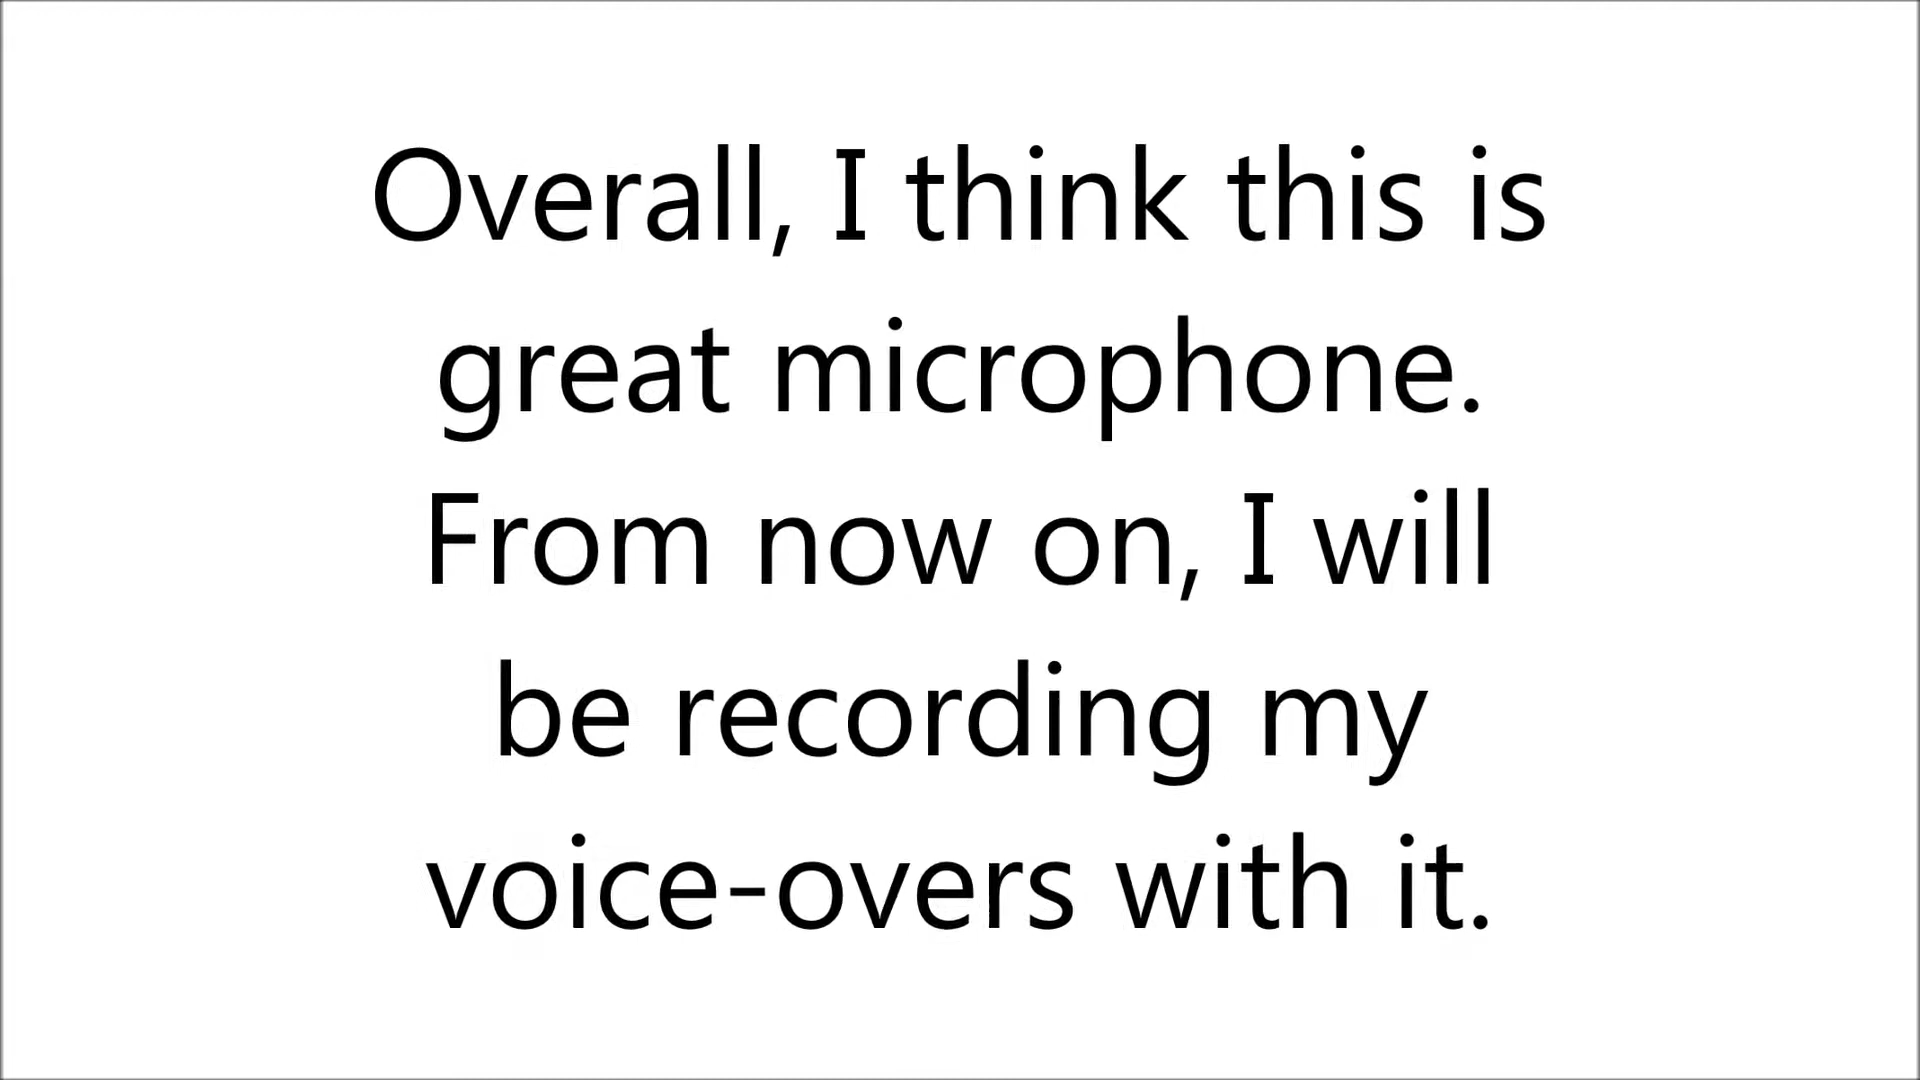 Overall, I think this is
great microphone.
From now on, I will
be recording my
voice-overs with it.